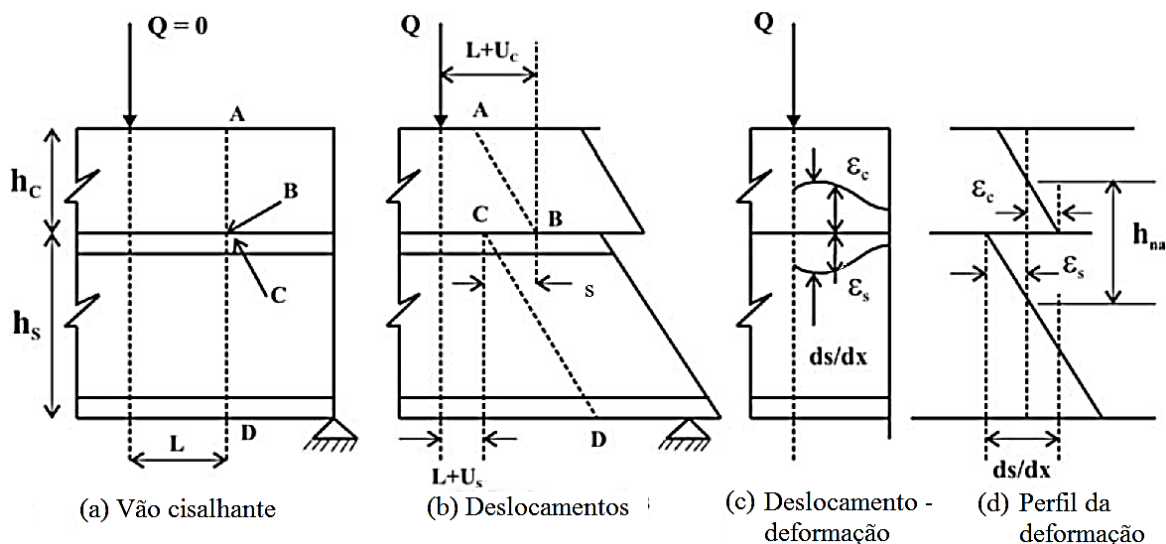 Q = 0
A
h_C
B
C
h_S
D
L
(a) Vão cisalhante
Q
L+U_c
A
C
B
s
D
L+U_s
(b) Deslocamentos
Q
ε_c
ε_s
ds/dx
(c) Deslocamento -
deformação
ε_c
h_na
ε_s
ds/dx
(d) Perfil da
deformação